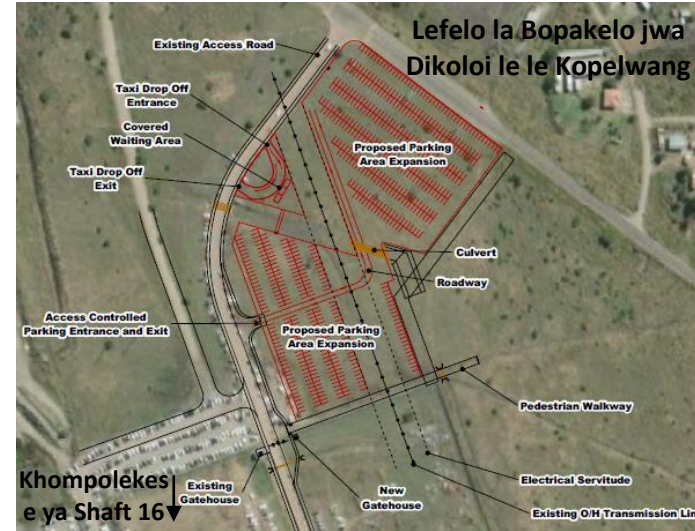 Lefelo la Bopakelo jwa
Dikoloi le le Kopelwang
Existing Access Road
Taxi Drop Off
Entrance
Covered
Waiting Area
Taxi Drop Off
Exit
Proposed Parking
Area Expansion
Culvert
Roadway
Access Controlled
Parking Entrance and Exit
Proposed Parking
Area Expansion
Pedestrian Walkway
Khompolekes
e ya Shaft 16
Existing
Gatehouse
New
Gatehouse
Electrical Servitude
Existing O/H Transmission Lin